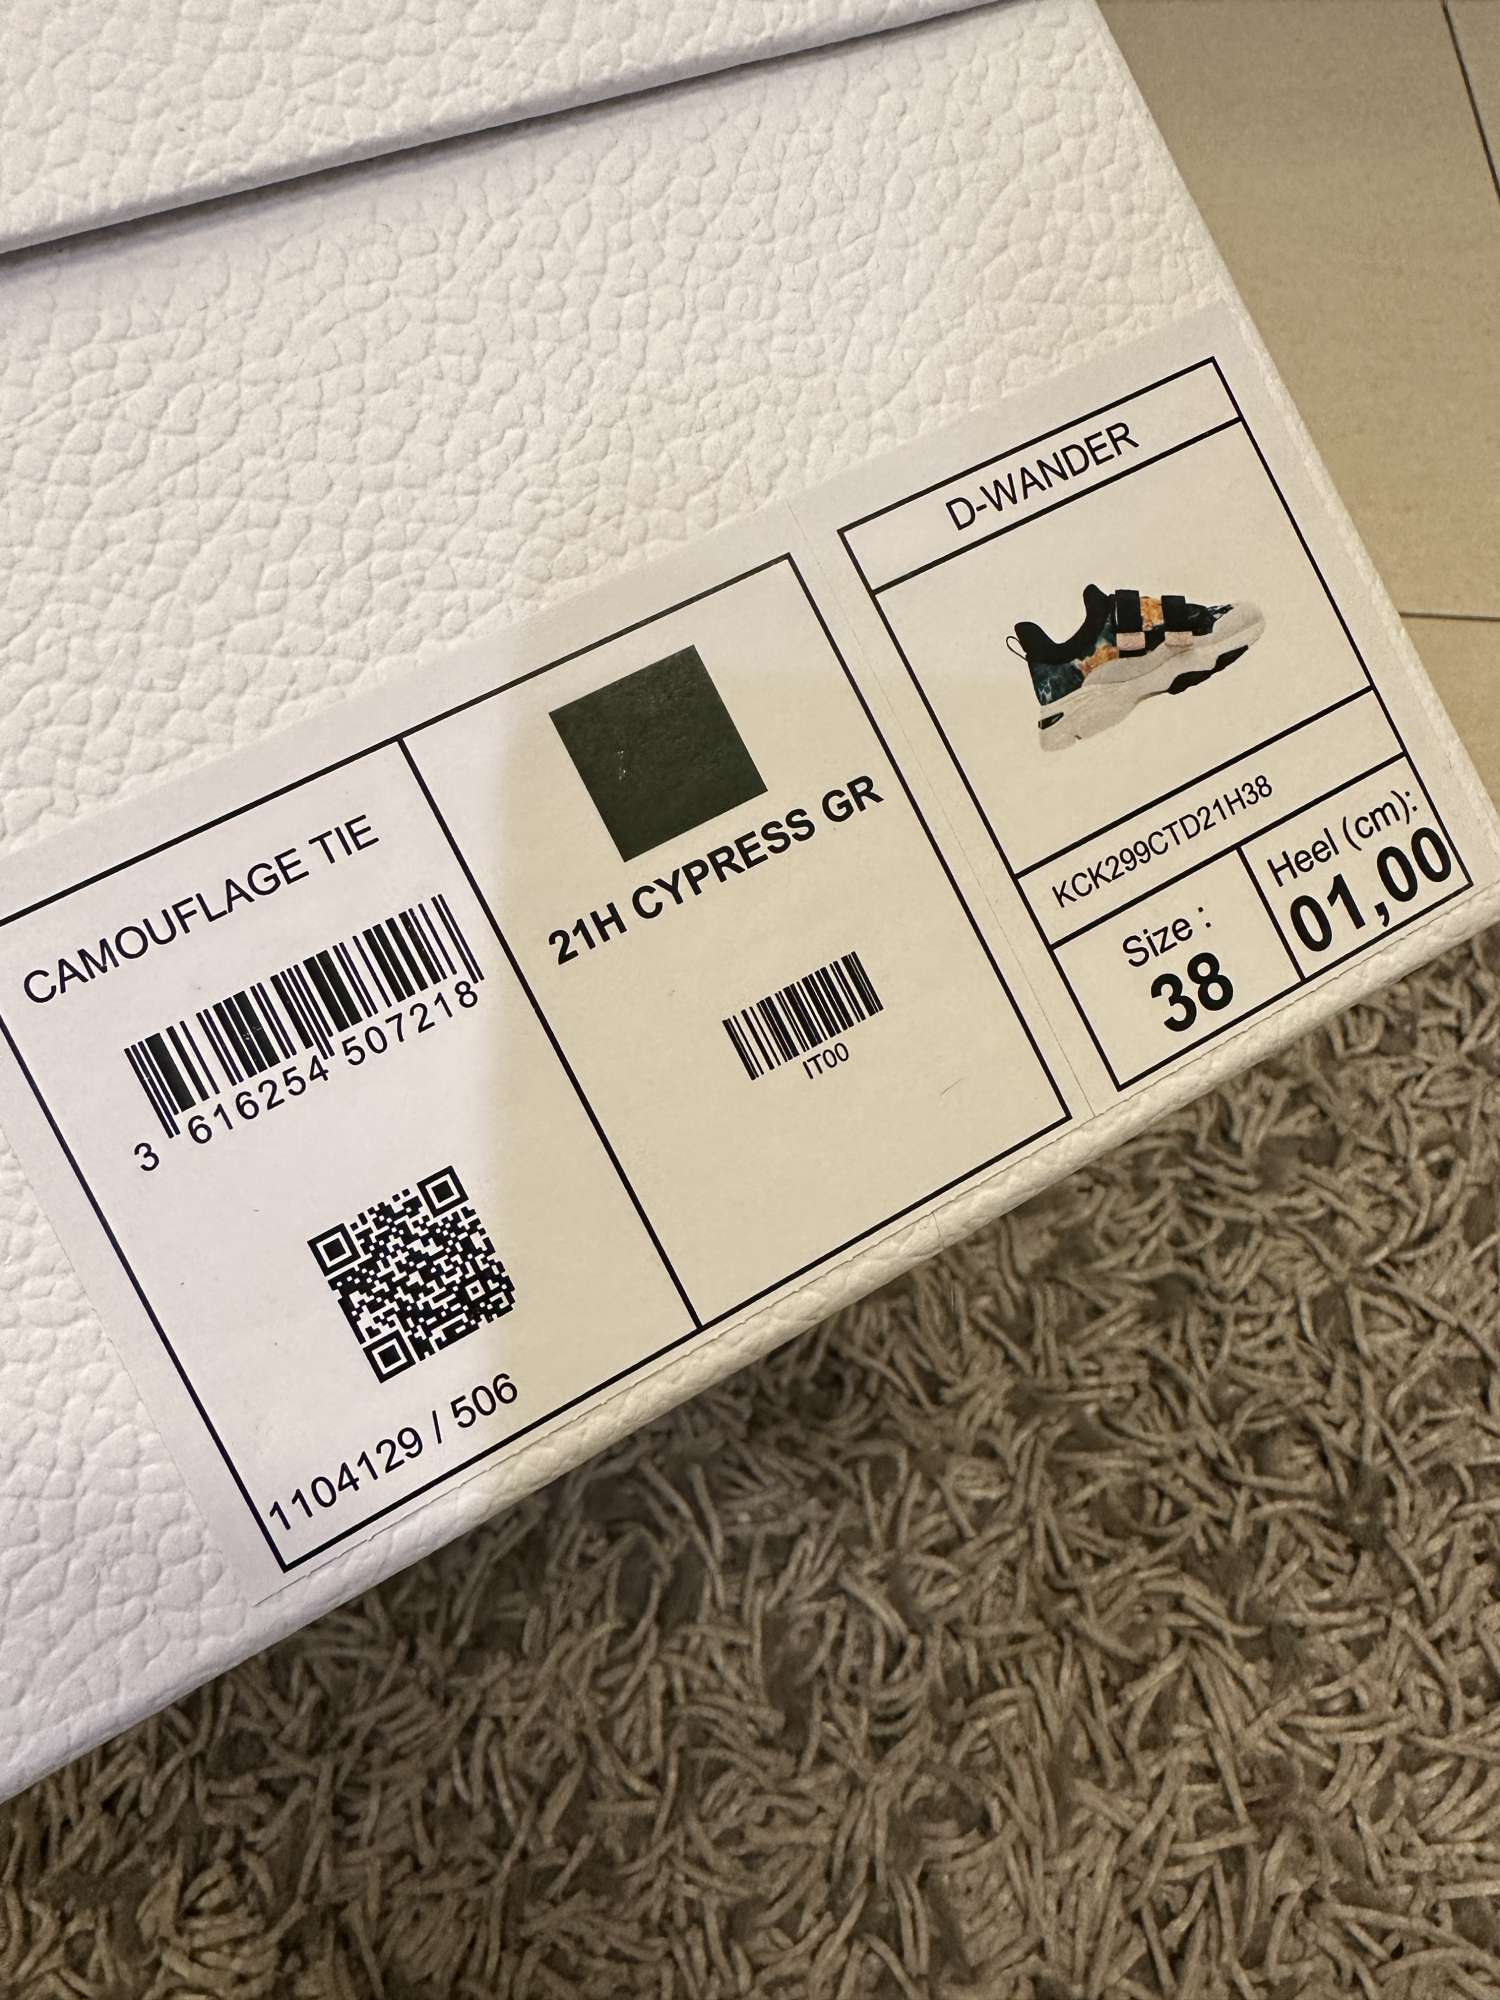 CAMOUFLAGE TIE
3 616254 507218
1104129 / 506
21H CYPRESS GR
IT00
D-WANDER
KCK299CTD21H38
Size :
38
Heel (cm):
01,00